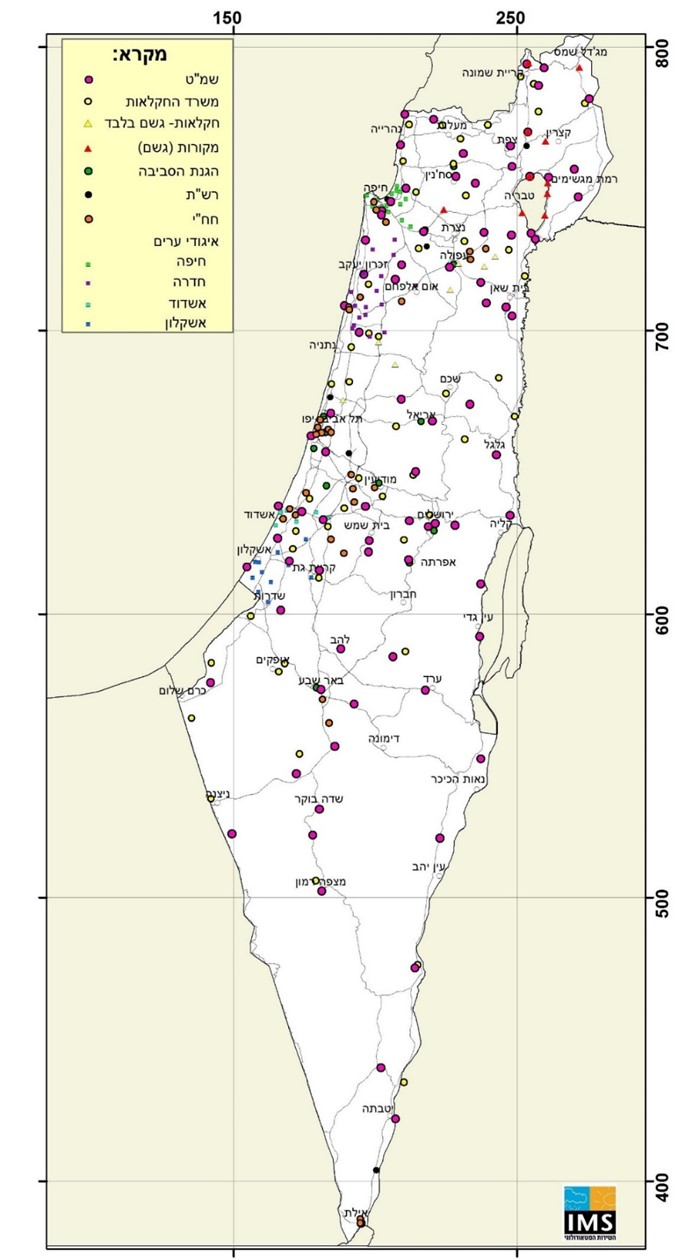 150 250
800
מקרא:
שמ"ט
משרד החקלאות
חקלאות- גשם בלבד
מקורות (גשם)
הגנת הסביבה
רש"ת
חח"י
איגודי ערים
חיפה
חדרה
אשדוד
אשקלון
מג'דל שמס
קריית שמונה
מעלות
נהרייה
צפת
קצרין
סח'נין
רמת מגשימים
חיפה
טבריה
נצרת
עפולה
זכרון יעקב
אום אלפחם
בית שאן
700
נתניה
שכם
אריאל
תל אביב יפו
גלגל
מודיעין
אשדוד
ירושלים
בית שמש
קליה
אשקלון
קריית גת
אפרתה
חברון
שדרות
600
עין גדי
להב
אופקים
באר שבע
ערד
כרם שלום
דימונה
נאות הכיכר
ניצנה
שדה בוקר
עין יהב
מצפה רמון
500
יטבתה
400
אילת
IMS
השירות המטאורולוגי